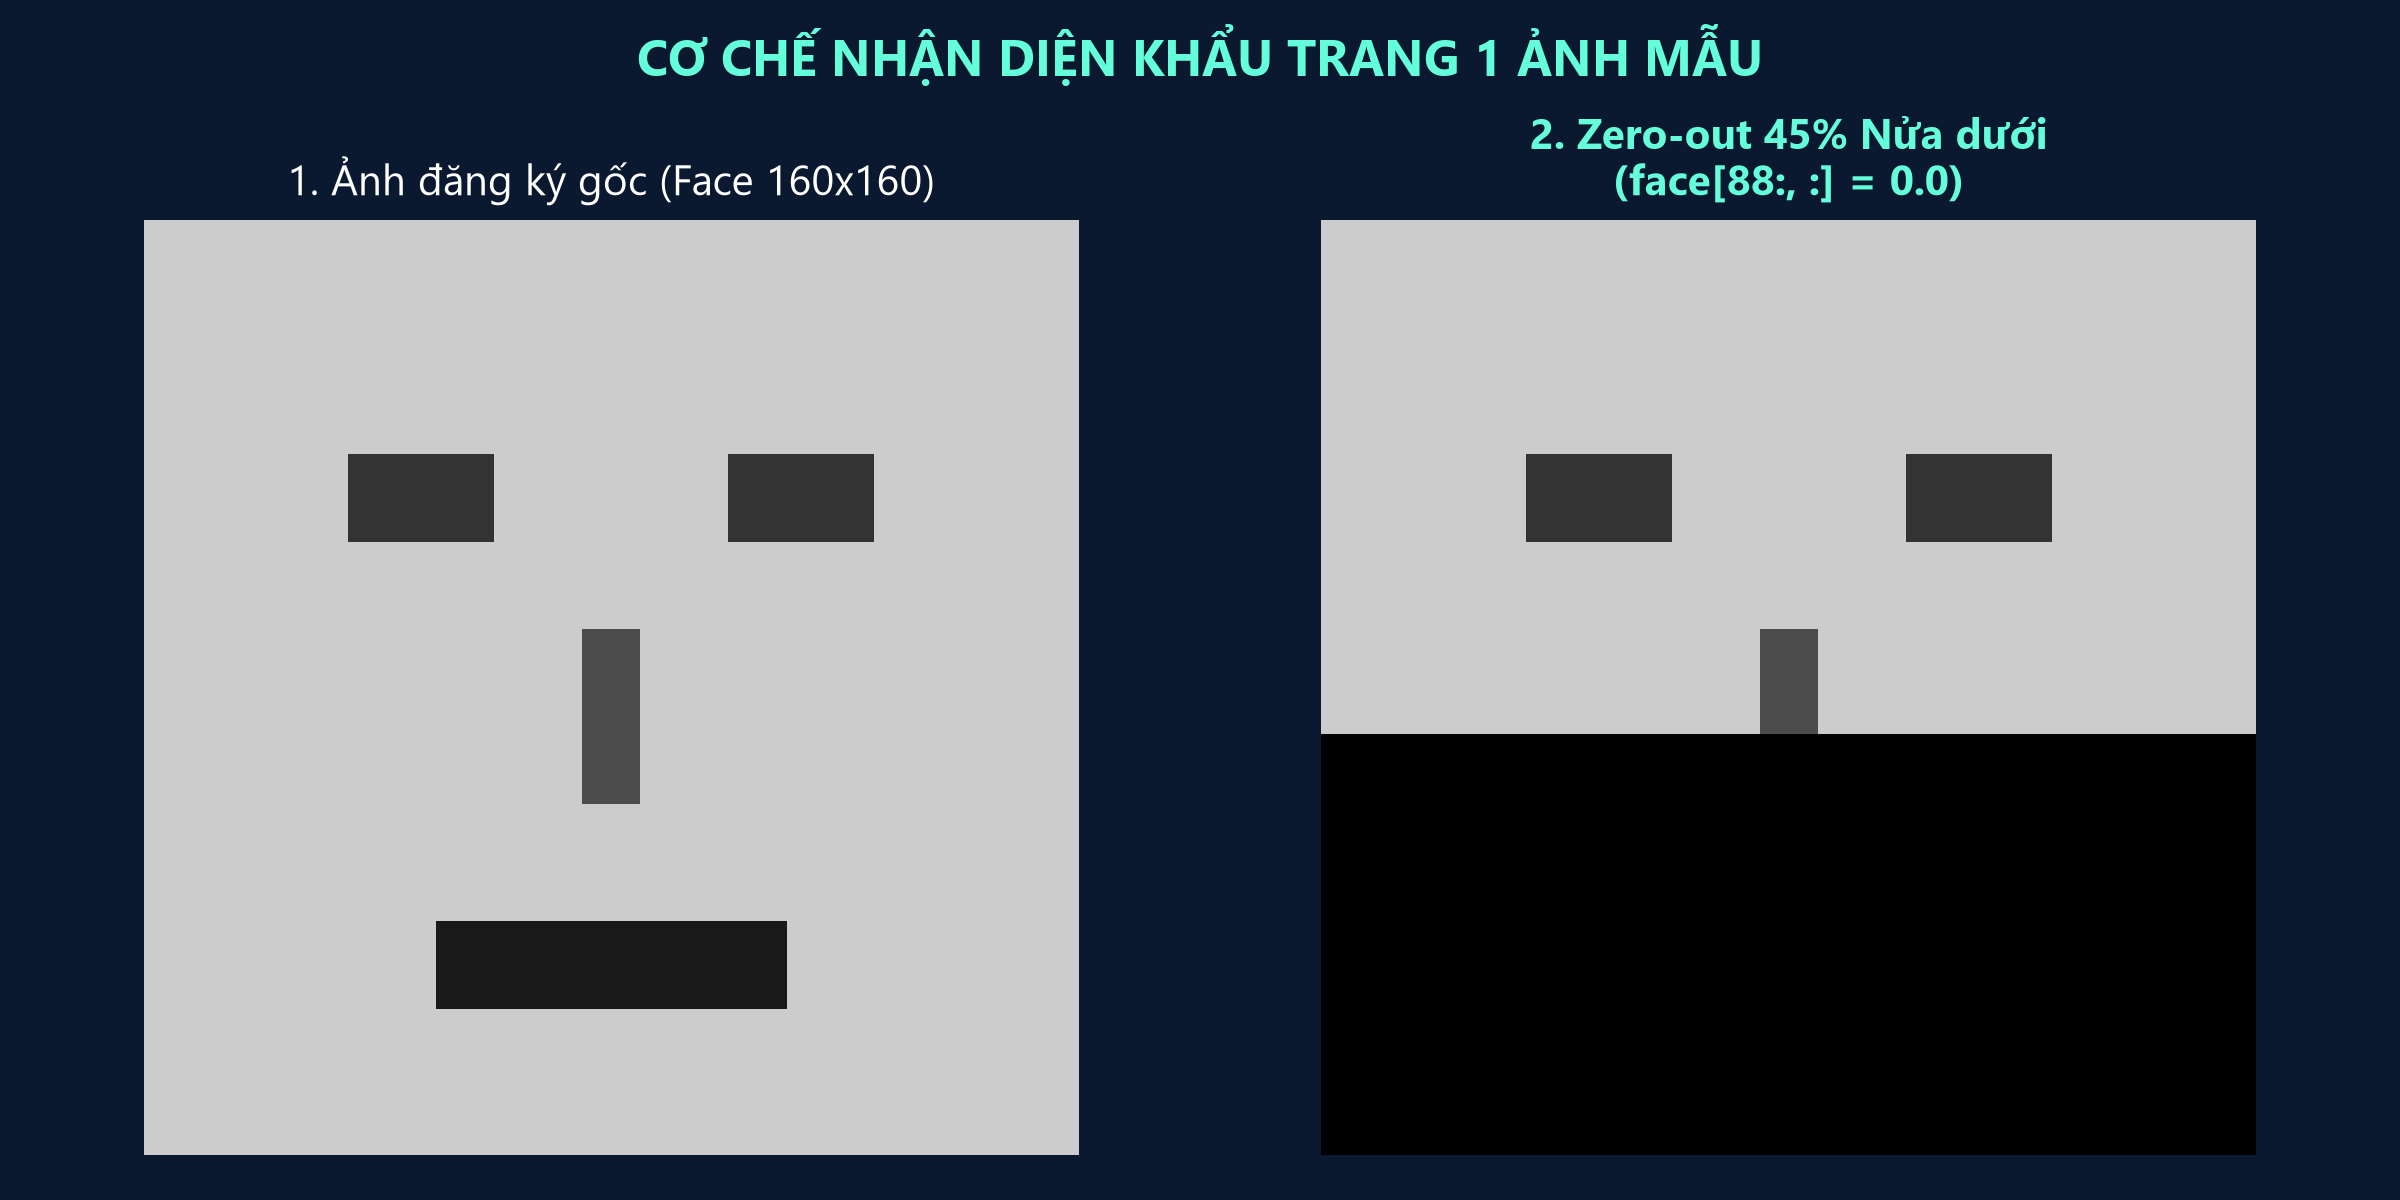 CƠ CHẾ NHẬN DIỆN KHẨU TRANG 1 ẢNH MẪU
1. Ảnh đăng ký gốc (Face 160x160)
2. Zero-out 45% Nửa dưới
(face[88:, :] = 0.0)